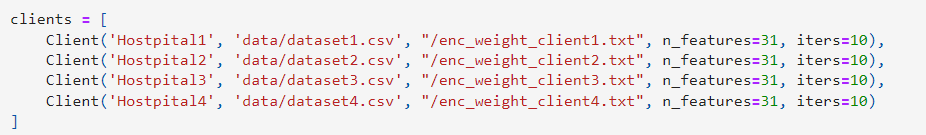 clients = [
    Client('Hostpital1', 'data/dataset1.csv', "/enc_weight_client1.txt", n_features=31, iters=10),
    Client('Hostpital2', 'data/dataset2.csv', "/enc_weight_client2.txt", n_features=31, iters=10),
    Client('Hostpital3', 'data/dataset3.csv', "/enc_weight_client3.txt", n_features=31, iters=10),
    Client('Hostpital4', 'data/dataset4.csv', "/enc_weight_client4.txt", n_features=31, iters=10)
]